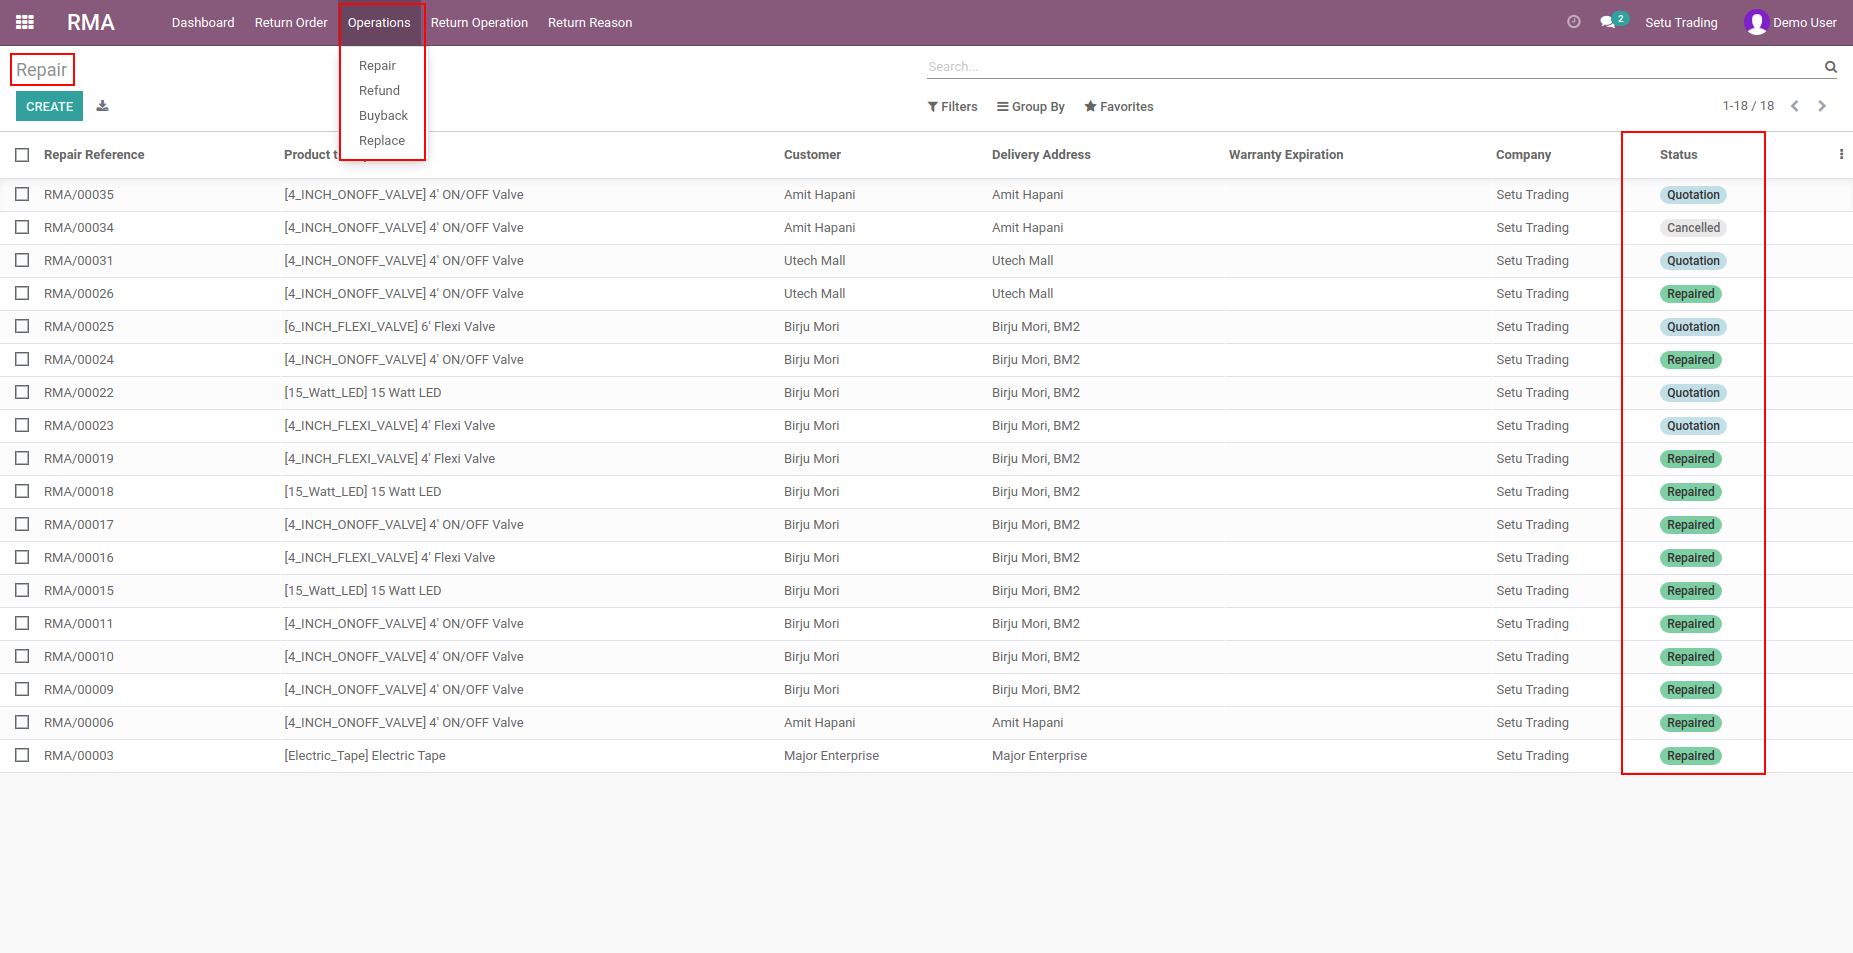 RMA Dashboard Return Order Operations Return Operation Return Reason 2 Setu Trading Demo User
Repair
Search...
Repair
Refund
Buyback
Replace
CREATE
Filters Group By Favorites 1-18 / 18
Repair Reference Product t Customer Delivery Address Warranty Expiration Company Status
RMA/00035 [4_INCH_ONOFF_VALVE] 4' ON/OFF Valve Amit Hapani Amit Hapani Setu Trading Quotation
RMA/00034 [4_INCH_ONOFF_VALVE] 4' ON/OFF Valve Amit Hapani Amit Hapani Setu Trading Cancelled
RMA/00031 [4_INCH_ONOFF_VALVE] 4' ON/OFF Valve Utech Mall Utech Mall Setu Trading Quotation
RMA/00026 [4_INCH_ONOFF_VALVE] 4' ON/OFF Valve Utech Mall Utech Mall Setu Trading Repaired
RMA/00025 [6_INCH_FLEXI_VALVE] 6' Flexi Valve Birju Mori Birju Mori, BM2 Setu Trading Quotation
RMA/00024 [4_INCH_ONOFF_VALVE] 4' ON/OFF Valve Birju Mori Birju Mori, BM2 Setu Trading Repaired
RMA/00022 [15_Watt_LED] 15 Watt LED Birju Mori Birju Mori, BM2 Setu Trading Quotation
RMA/00023 [4_INCH_FLEXI_VALVE] 4' Flexi Valve Birju Mori Birju Mori, BM2 Setu Trading Quotation
RMA/00019 [4_INCH_FLEXI_VALVE] 4' Flexi Valve Birju Mori Birju Mori, BM2 Setu Trading Repaired
RMA/00018 [15_Watt_LED] 15 Watt LED Birju Mori Birju Mori, BM2 Setu Trading Repaired
RMA/00017 [4_INCH_ONOFF_VALVE] 4' ON/OFF Valve Birju Mori Birju Mori, BM2 Setu Trading Repaired
RMA/00016 [4_INCH_FLEXI_VALVE] 4' Flexi Valve Birju Mori Birju Mori, BM2 Setu Trading Repaired
RMA/00015 [15_Watt_LED] 15 Watt LED Birju Mori Birju Mori, BM2 Setu Trading Repaired
RMA/00011 [4_INCH_ONOFF_VALVE] 4' ON/OFF Valve Birju Mori Birju Mori, BM2 Setu Trading Repaired
RMA/00010 [4_INCH_ONOFF_VALVE] 4' ON/OFF Valve Birju Mori Birju Mori, BM2 Setu Trading Repaired
RMA/00009 [4_INCH_ONOFF_VALVE] 4' ON/OFF Valve Birju Mori Birju Mori, BM2 Setu Trading Repaired
RMA/00006 [4_INCH_ONOFF_VALVE] 4' ON/OFF Valve Amit Hapani Amit Hapani Setu Trading Repaired
RMA/00003 [Electric_Tape] Electric Tape Major Enterprise Major Enterprise Setu Trading Repaired